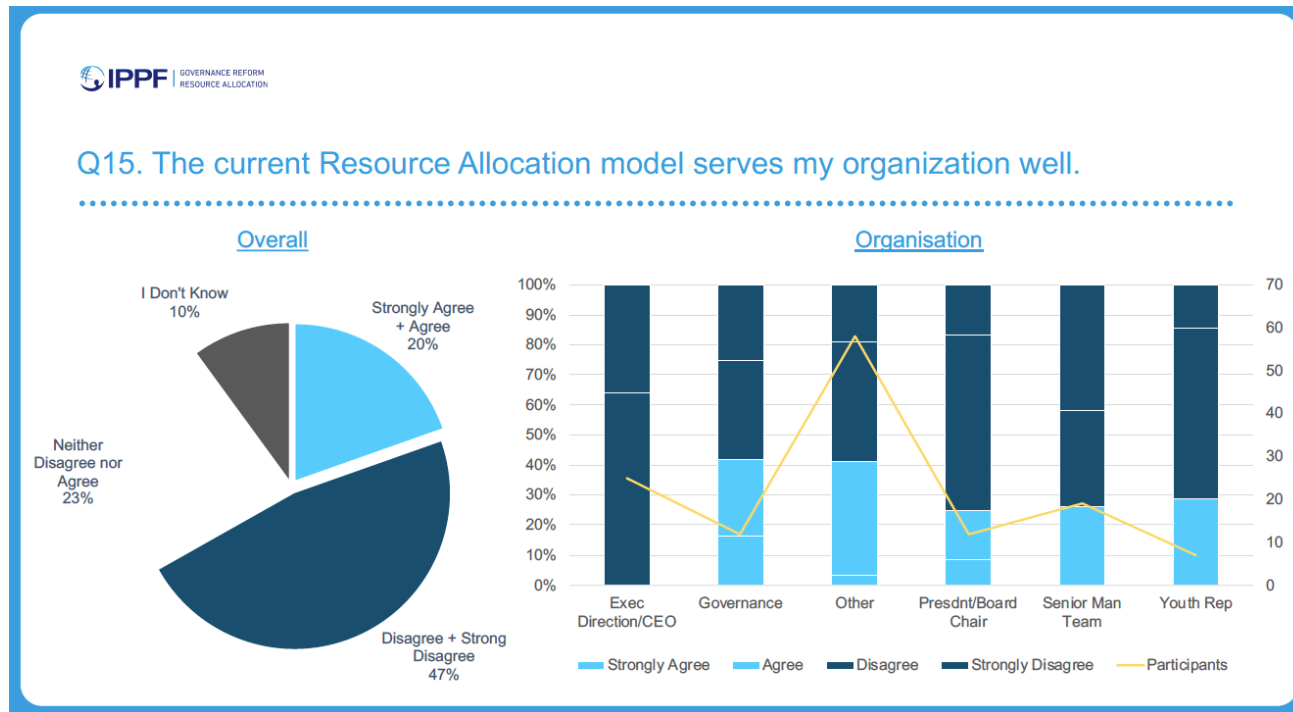 IPPF
GOVERNANCE REFORM
RESOURCE ALLOCATION
Q15. The current Resource Allocation model serves my organization well.
Overall
I Don't Know
10%
Strongly Agree
+ Agree
20%
Neither
Disagree nor
Agree
23%
Disagree + Strong
Disagree
47%
Organisation
100%
90%
80%
70%
60%
50%
40%
30%
20%
10%
0%
70
60
50
40
30
20
10
0
Exec
Direction/CEO
Governance
Other
Presdnt/Board
Chair
Senior Man
Team
Youth Rep
Strongly Agree
Agree
Disagree
Strongly Disagree
Participants